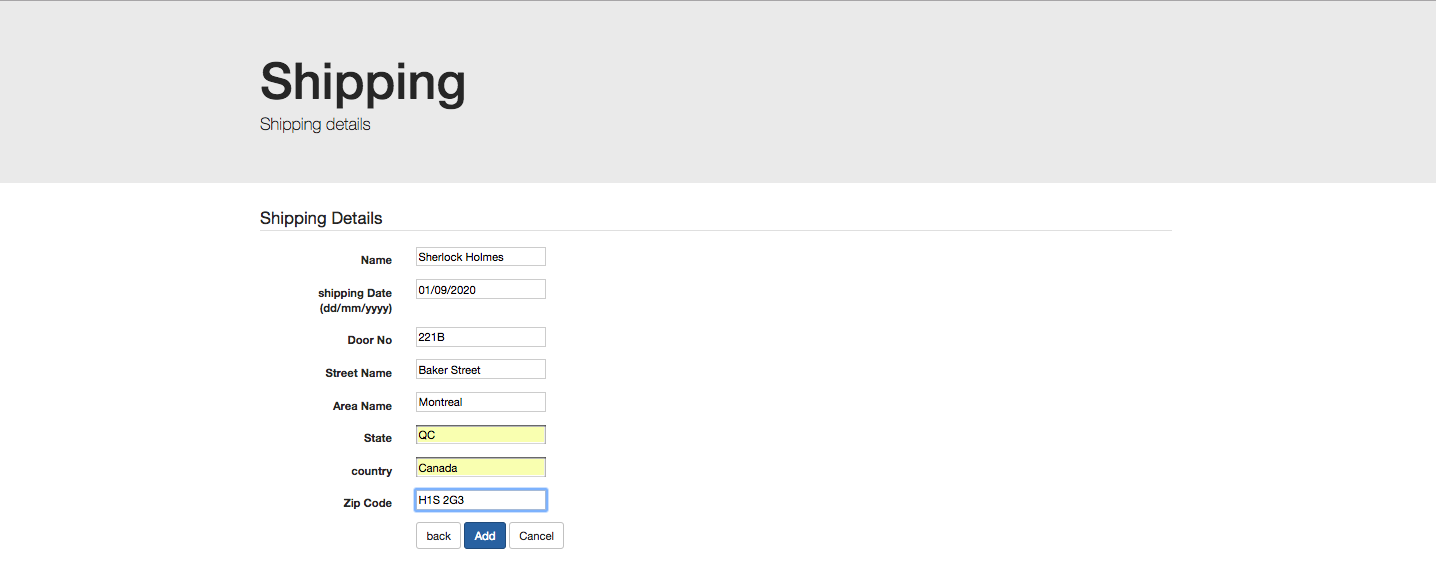 Shipping
Shipping details
Shipping Details
Name Sherlock Holmes
shipping Date 01/09/2020
(dd/mm/yyyy)
Door No 221B
Street Name Baker Street
Area Name Montreal
State QC
country Canada
Zip Code H1S 2G3
back Add Cancel